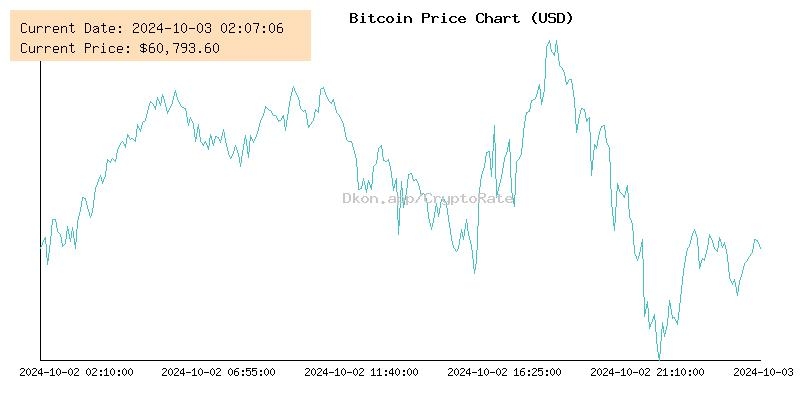 Bitcoin Price Chart (USD)
Current Date: 2024-10-03 02:07:06
Current Price: $60,793.60
Dkon.app/CryptoRate
2024-10-02 02:10:00 2024-10-02 06:55:00 2024-10-02 11:40:00 2024-10-02 16:25:00 2024-10-02 21:10:00 2024-10-03